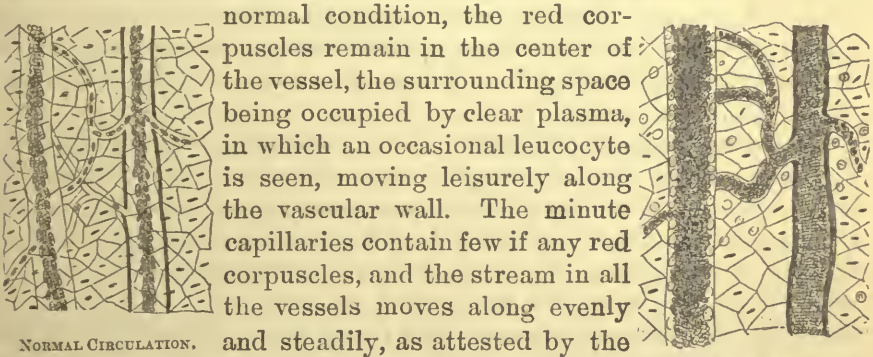 normal condition, the red cor-
puscles remain in the center of
the vessel, the surrounding space
being occupied by clear plasma,
in which an occasional leucocyte
is seen, moving leisurely along
the vascular wall. The minute
capillaries contain few if any red
corpuscles, and the stream in all
the vessels moves along evenly
and steadily, as attested by the
NORMAL CIRCULATION.